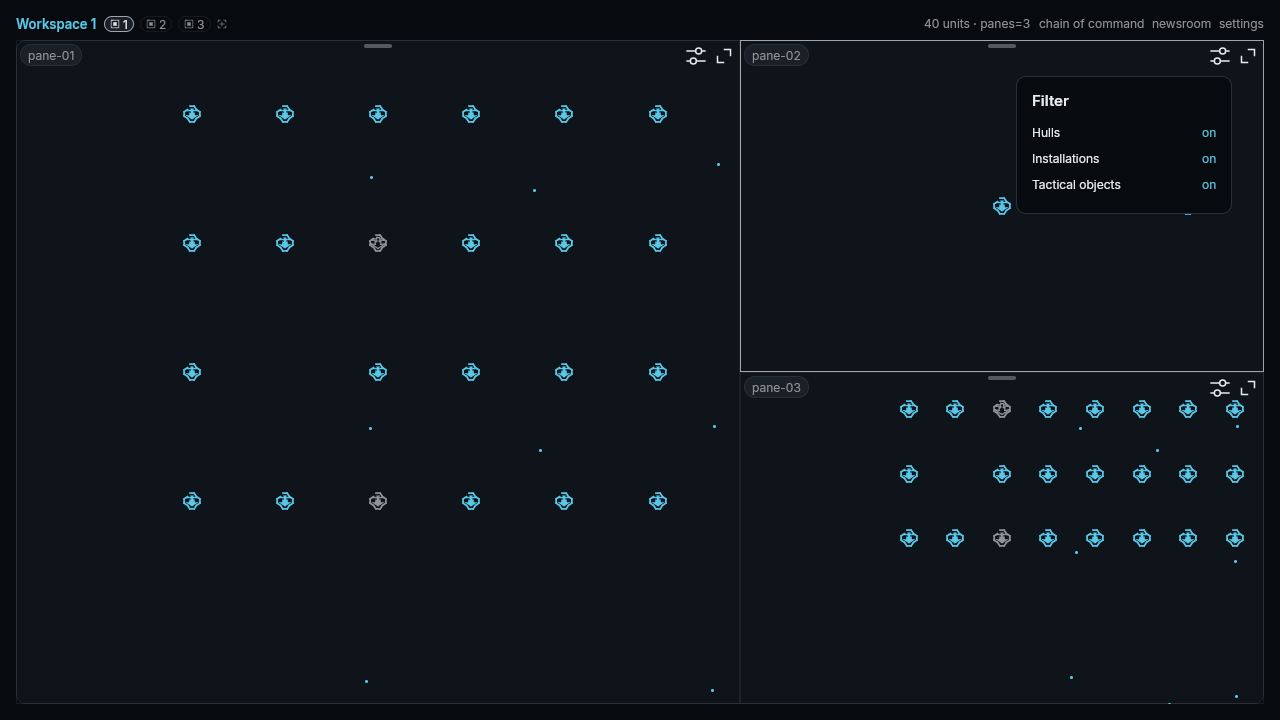 Workspace 1 1 2 3 40 units · panes=3 chain of command newsroom settings
pane-01
pane-02
Filter
Hulls on
Installations on
Tactical objects on
pane-03